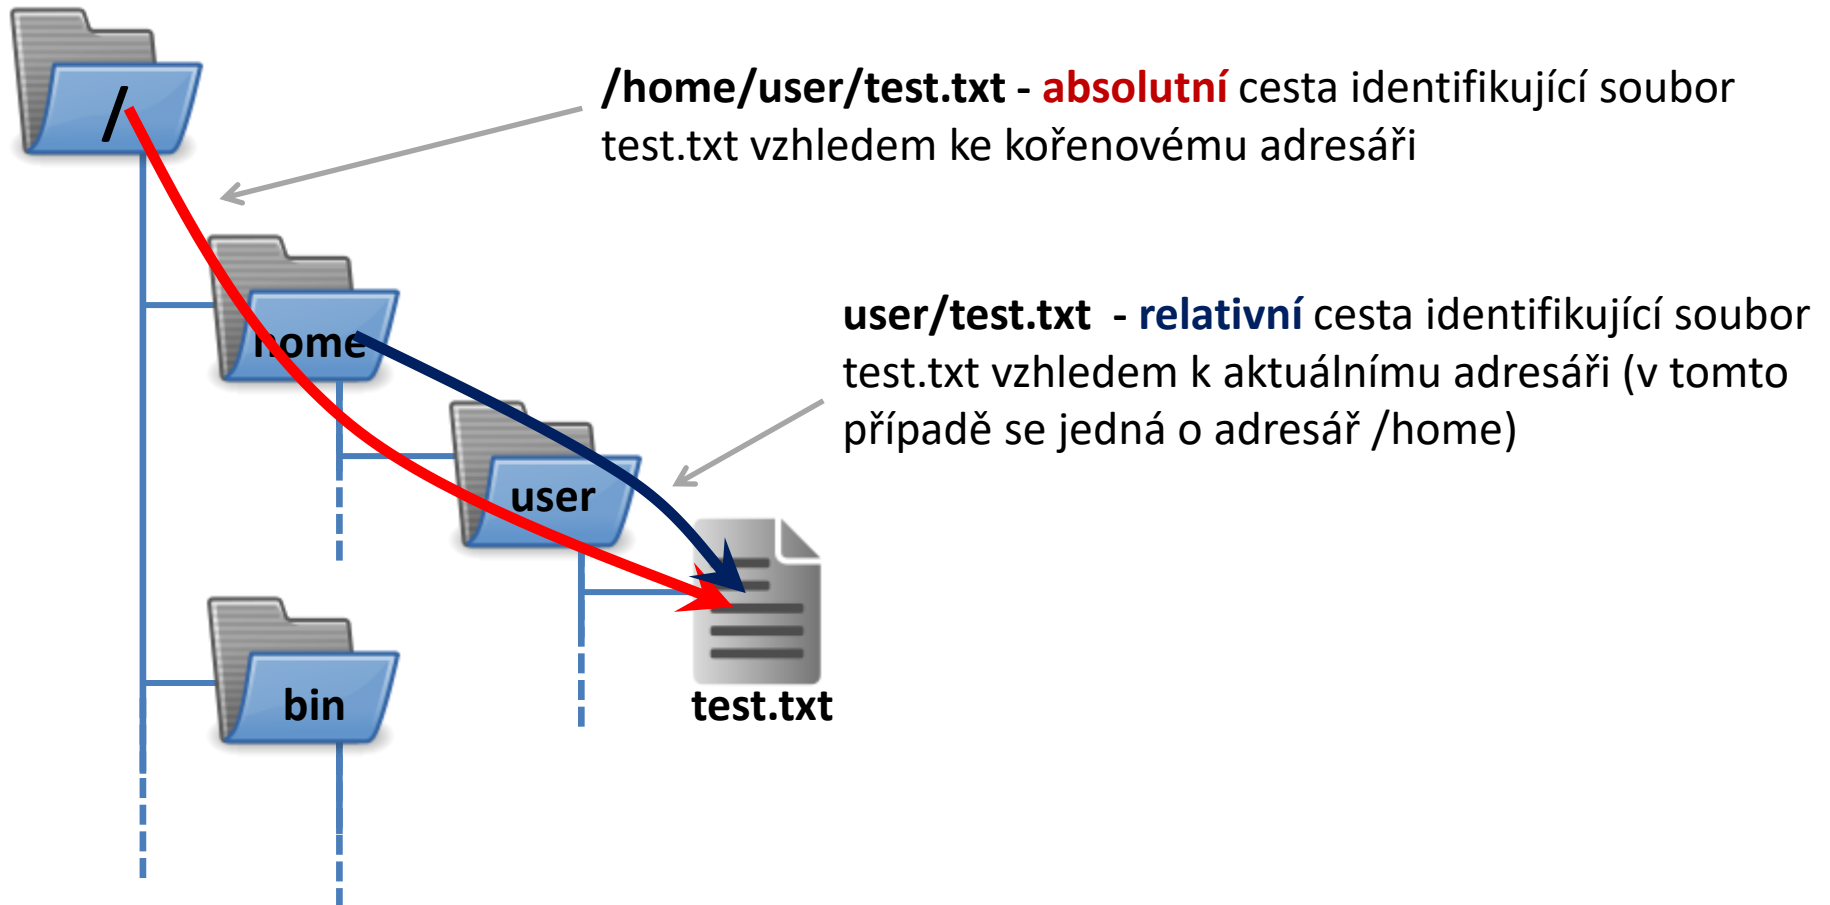 /
/home/user/test.txt - absolutní cesta identifikující soubor
test.txt vzhledem ke kořenovému adresáři
home
user/test.txt - relativní cesta identifikující soubor
test.txt vzhledem k aktuálnímu adresáři (v tomto
případě se jedná o adresář /home)
user
bin
test.txt